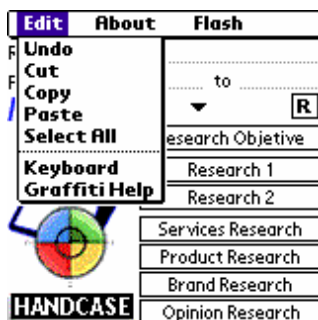 Edit About Flash
Undo
Cut
Copy
Paste
Select All
Keyboard
Graffiti Help
to
R
esearch Objetive
Research 1
Research 2
Services Research
Product Research
Brand Research
Opinion Research
HANDCASE